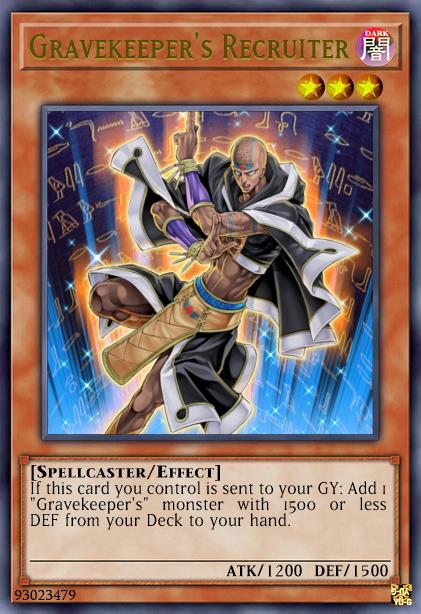 Gravekeeper's Recruiter
DARK
闇
[Spellcaster/Effect]
If this card you control is sent to your GY: Add 1
"Gravekeeper's" monster with 1500 or less
DEF from your Deck to your hand.
ATK/1200 DEF/1500
93023479